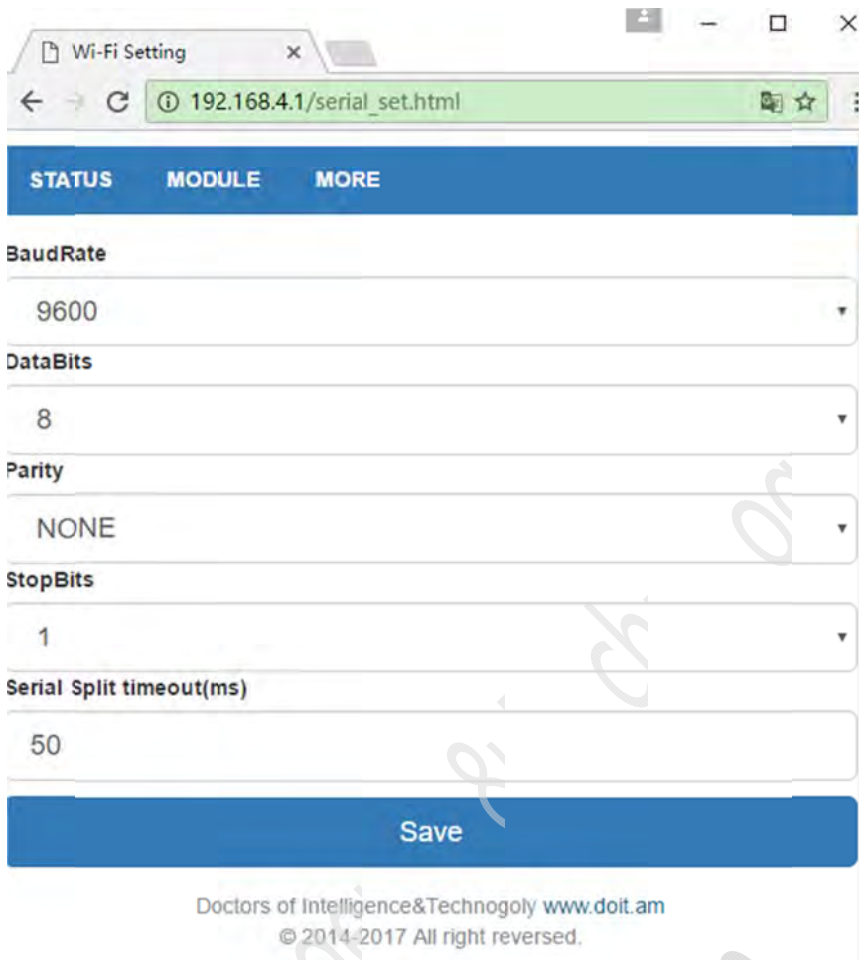 Wi-Fi Setting
192.168.4.1/serial_set.html
STATUS MODULE MORE
BaudRate
9600
DataBits
8
Parity
NONE
StopBits
1
Serial Split timeout(ms)
50
Save
Doctors of Intelligence&Technogoly www.doit.am
© 2014-2017 All right reversed.